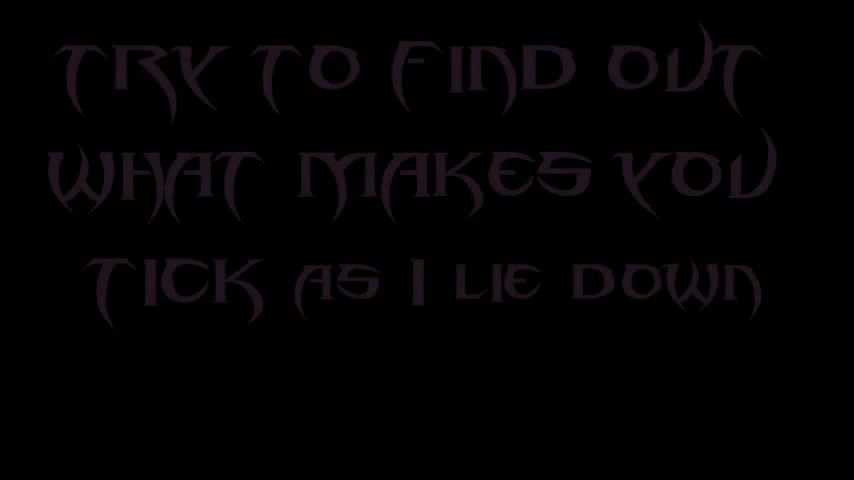 TRY TO FIND OUT
WHAT MAKES YOU
TICK AS I LIE DOWN